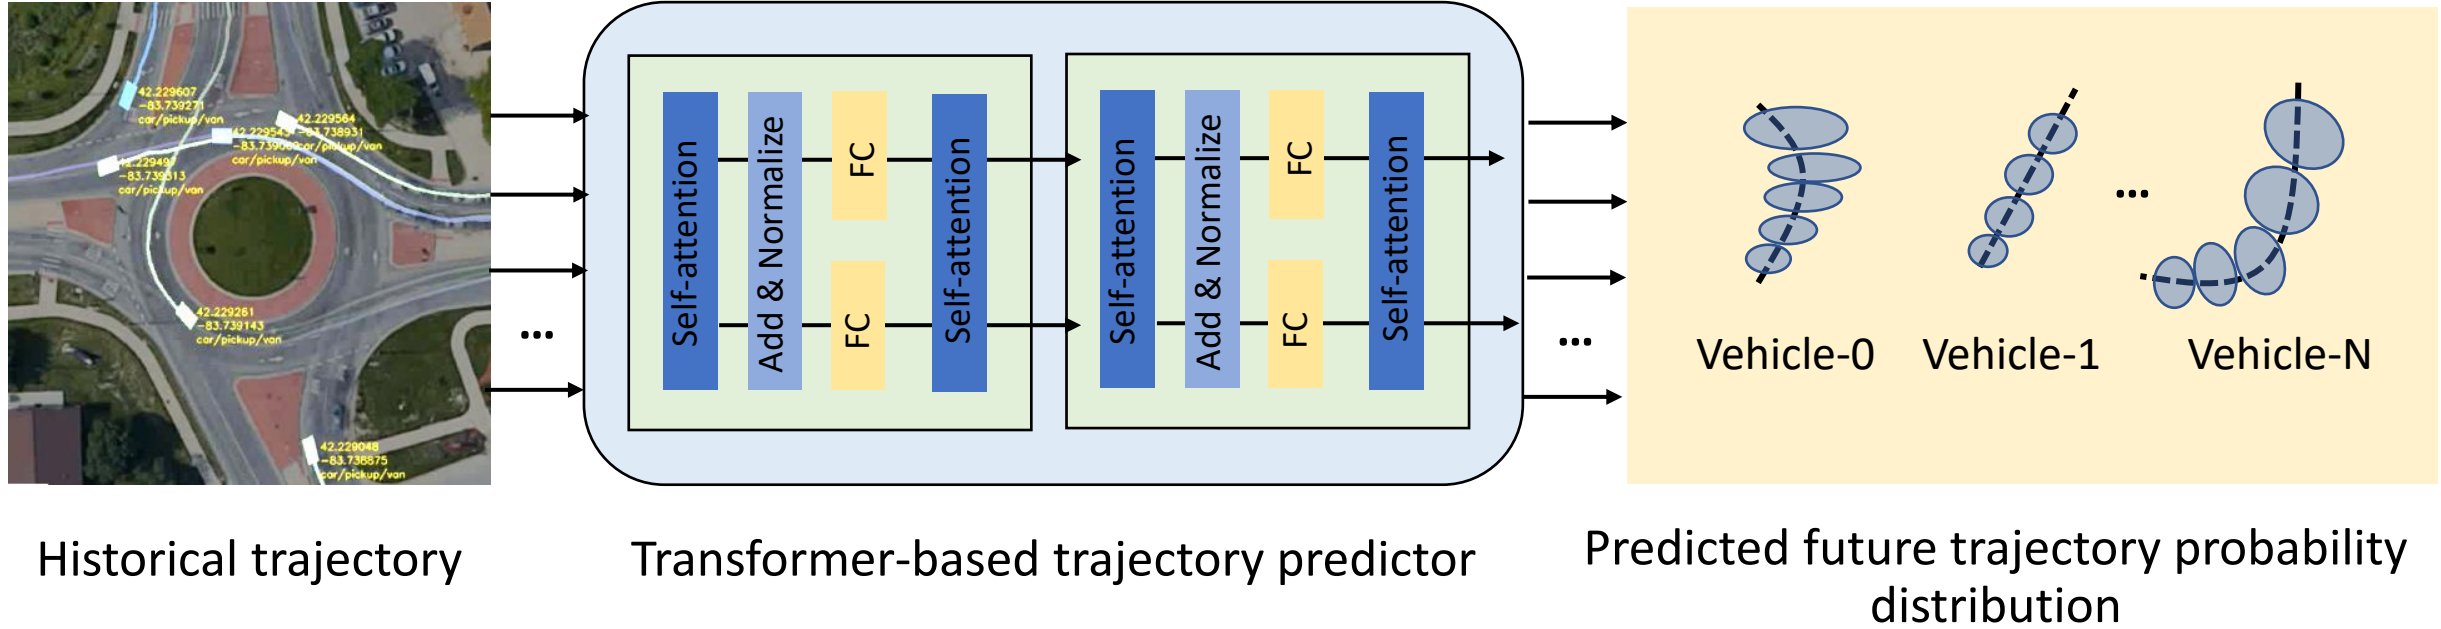 42.229607
-83.739271
car/pickup/van
42.229564
-83.738931
car/pickup/van
42.229543
car/pickup/van
42.229497
-83.739313
car/pickup/van
42.229261
-83.739143
car/pickup/van
42.229048
-83.738875
car/pickup/van
...
Self-attention
Add & Normalize
FC
FC
Self-attention
Self-attention
Add & Normalize
FC
FC
Self-attention
...
...
Vehicle-0
Vehicle-1
Vehicle-N
Historical trajectory
Transformer-based trajectory predictor
Predicted future trajectory probability
distribution